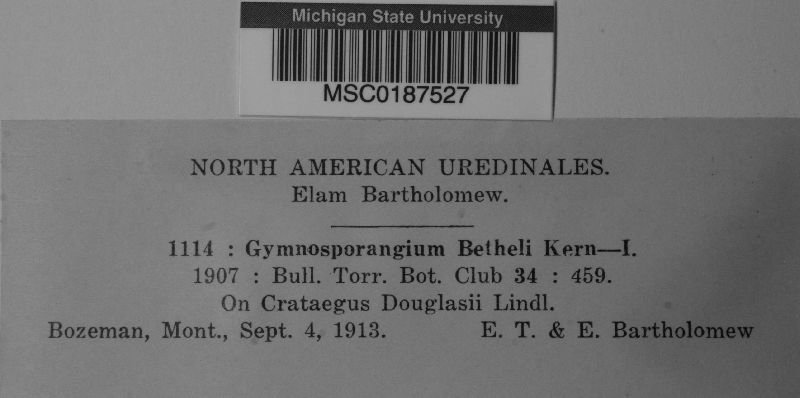 Michigan State University
MSC0187527
NORTH AMERICAN UREDINALES.
Elam Bartholomew.
1114 : Gymnosporangium Betheli Kern—I.
1907 : Bull. Torr. Bot. Club 34 : 459.
On Crataegus Douglasii Lindl.
Bozeman, Mont., Sept. 4, 1913. E. T. & E. Bartholomew